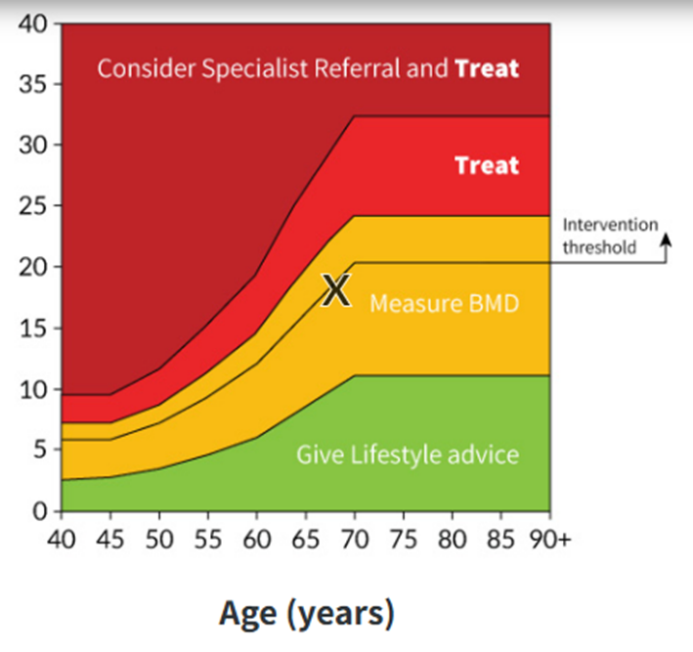 40
Consider Specialist Referral and Treat
35
30
Treat
25
Intervention
threshold
20
X
Measure BMD
15
10
5
Give Lifestyle advice
0
40 45 50 55 60 65 70 75 80 85 90+
Age (years)